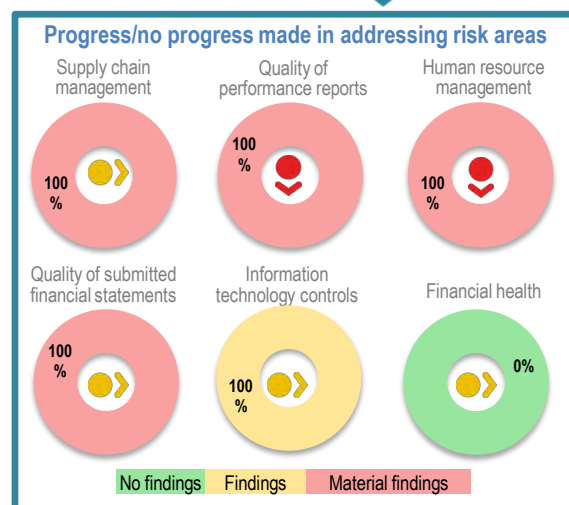 Progress/no progress made in addressing risk areas
Supply chain
management
Quality of
performance reports
Human resource
management
100
%
100
%
100
%
Quality of submitted
financial statements
Information
technology controls
Financial health
100
%
100
%
0%
No findings
Findings
Material findings